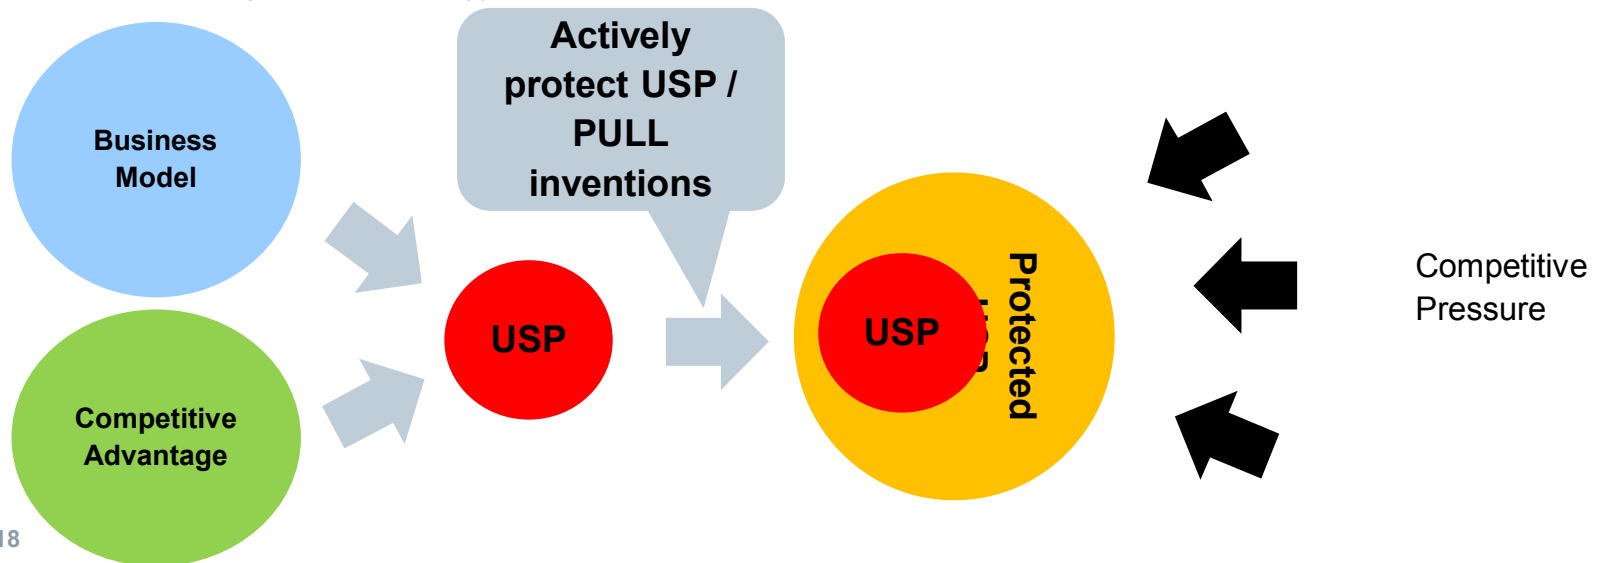 Actively
protect USP /
PULL
inventions
Business
Model
Competitive
Advantage
USP
USP
Protected
Competitive
Pressure
18